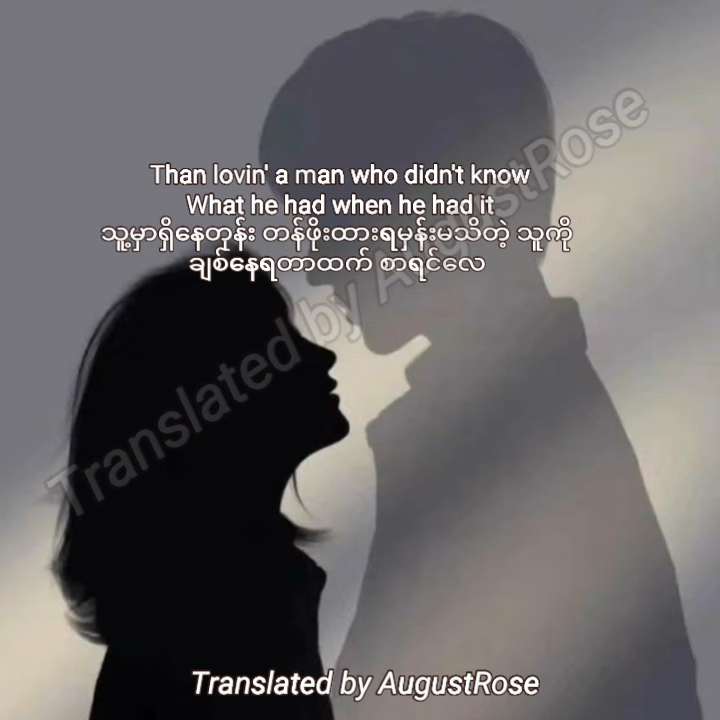 Than lovin' a man who didn't know
What he had when he had it
သူ့မှာရှိနေတုန်း တန်ဖိုးထားရမှန်းမသိတဲ့ သူကို
ချစ်နေရတာထက် စာရင်လေ
Translated by AugustRose
Translated by AugustRose